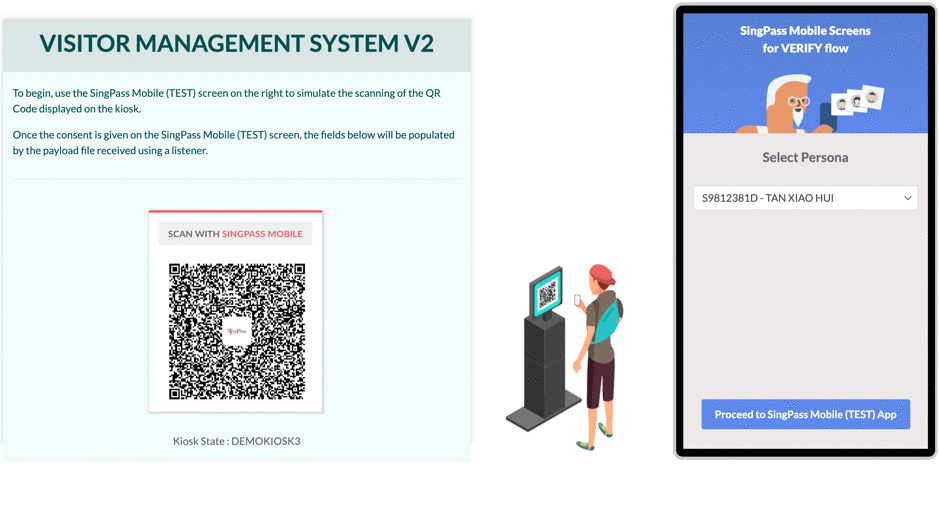 VISITOR MANAGEMENT SYSTEM V2
To begin, use the SingPass Mobile (TEST) screen on the right to simulate the scanning of the QR
Code displayed on the kiosk.
Once the consent is given on the SingPass Mobile (TEST) screen, the fields below will be populated
by the payload file received using a listener.
SCAN WITH SINGPASS MOBILE
SingPass
Kiosk State : DEMOKIOSK3
SingPass Mobile Screens
for VERIFY flow
Select Persona
S9812381D - TAN XIAO HUI
Proceed to SingPass Mobile (TEST) App